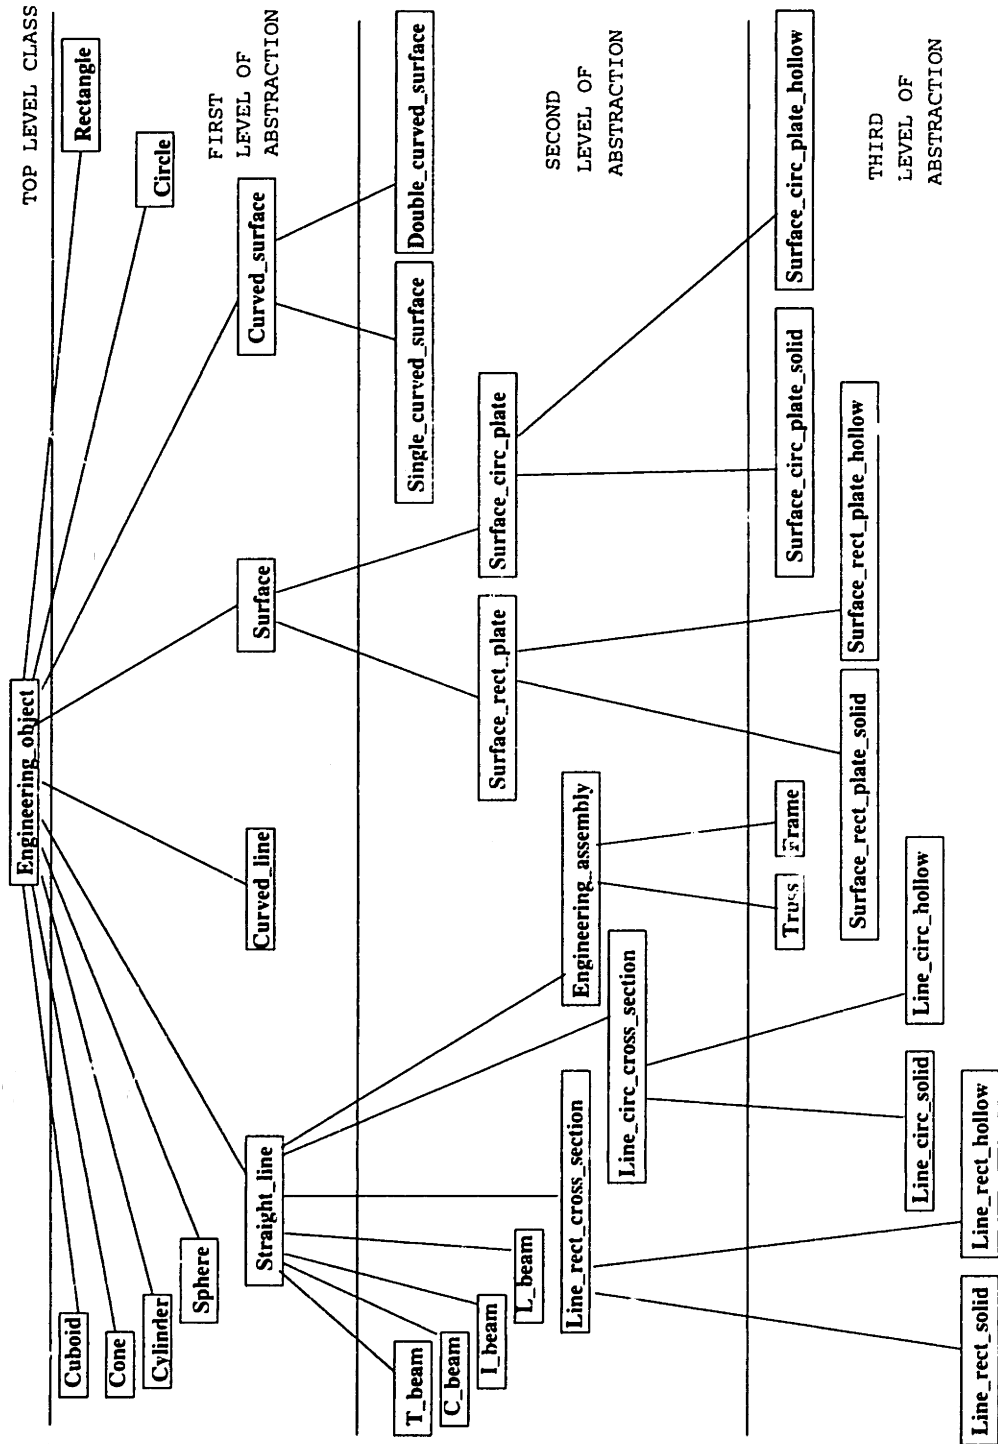 TOP LEVEL CLASS
Engineering_object
Cuboid
Cone
Cylinder
Sphere
Rectangle
Circle
FIRST
LEVEL OF
ABSTRACTION
Straight_line
Curved_line
Surface
Curved_surface
T_beam
C_beam
I_beam
L_beam
Single_curved_surface
Double_curved_surface
Surface_rect_plate
Surface_circ_plate
SECOND
LEVEL OF
ABSTRACTION
Line_rect_cross_section
Line_circ_cross_section
Engineering_assembly
Truss
Frame
Surface_circ_plate_solid
Surface_circ_plate_hollow
Surface_rect_plate_solid
Surface_rect_plate_hollow
THIRD
LEVEL OF
ABSTRACTION
Line_circ_solid
Line_circ_hollow
Line_rect_solid
Line_rect_hollow